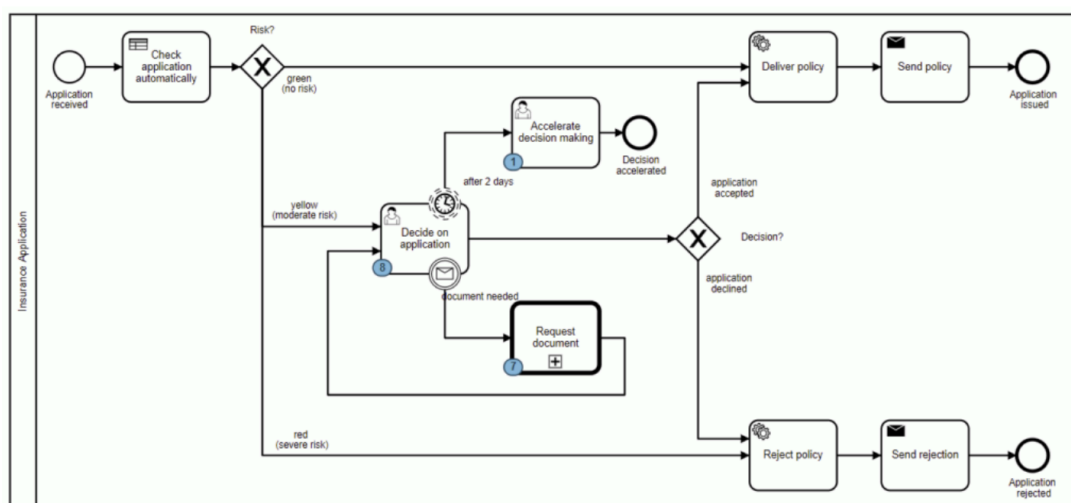 Insurance Application
Application
received
Check
application
automatically
Risk?
green
(no risk)
Deliver policy
Send policy
Application
issued
Accelerate
decision making
1
Decision
accelerated
after 2 days
yellow
(moderate risk)
Decide on
application
8
application
accepted
Decision?
application
declined
document needed
Request
document
7
red
(severe risk)
Reject policy
Send rejection
Application
rejected